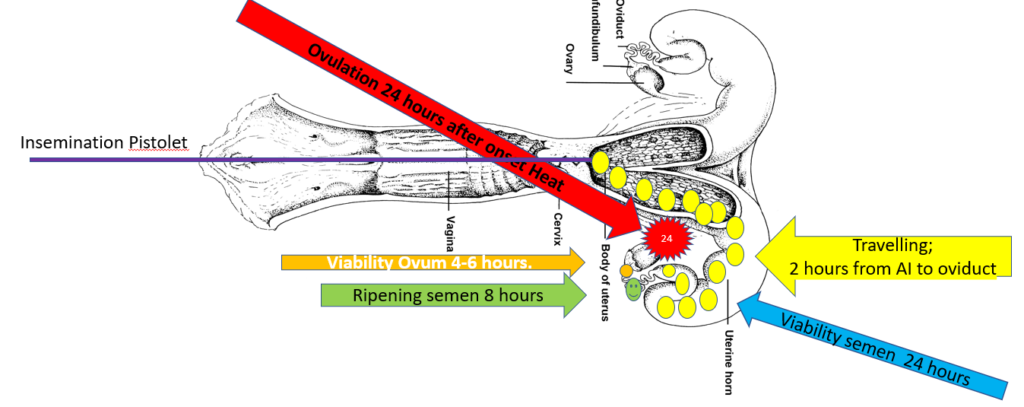 Oviduct
nfundibulum
Ovary
Ovulation 24 hours after onset Heat
Insemination Pistolet
Vagina
Cervix
Body of uterus
24
Travelling;
2 hours from AI to oviduct
Viability Ovum 4-6 hours.
Ripening semen 8 hours
Uterine horn
Viability semen 24 hours